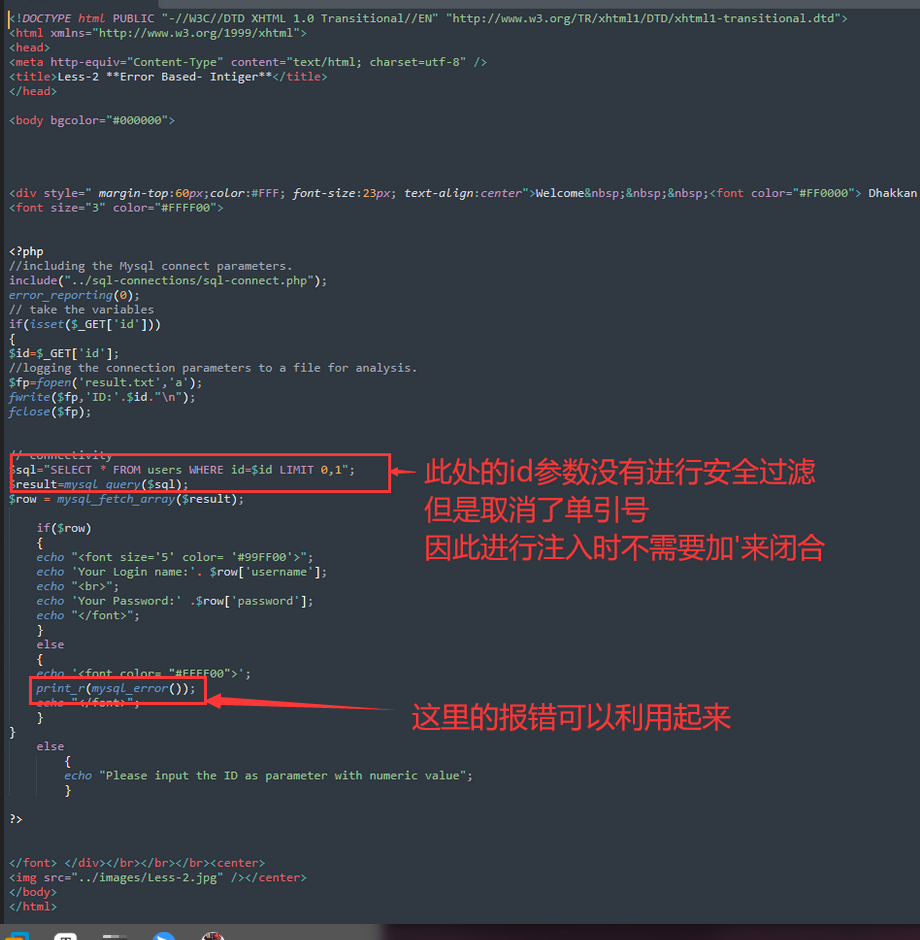 <!DOCTYPE html PUBLIC "-//W3C//DTD XHTML 1.0 Transitional//EN" "http://www.w3.org/TR/xhtml1/DTD/xhtml1-transitional.dtd">
<html xmlns="http://www.w3.org/1999/xhtml">
<head>
<meta http-equiv="Content-Type" content="text/html; charset=utf-8" />
<title>Less-2 **Error Based- Intiger**</title>
</head>
<body bgcolor="#000000">
<div style=" margin-top:60px;color:#FFF; font-size:23px; text-align:center">Welcome&nbsp;&nbsp;&nbsp;<font color="#FF0000"> Dhakkan
<font size="3" color="#FFFF00">
<?php
//including the Mysql connect parameters.
include("../sql-connections/sql-connect.php");
error_reporting(0);
// take the variables
if(isset($_GET['id']))
{
$id=$_GET['id'];
//logging the connection parameters to a file for analysis.
$fp=fopen('result.txt','a');
fwrite($fp,'ID:'.$id."\n");
fclose($fp);
// connectivity
$sql="SELECT * FROM users WHERE id=$id LIMIT 0,1";
$result=mysql_query($sql);
$row = mysql_fetch_array($result);
此处的id参数没有进行安全过滤
但是取消了单引号
因此进行注入时不需要加'来闭合
if($row)
{
echo "<font size='5' color= '#99FF00'>";
echo 'Your Login name:'. $row['username'];
echo "<br>";
echo 'Your Password:' .$row['password'];
echo "</font>";
}
else
{
echo '<font color= "#FFFF00">';
print_r(mysql_error());
echo "</font>";
}
}
这里的报错可以利用起来
else
{
echo "Please input the ID as parameter with numeric value";
}
?>
</font> </div></br></br></br><center>
<img src="../images/Less-2.jpg" /></center>
</body>
</html>